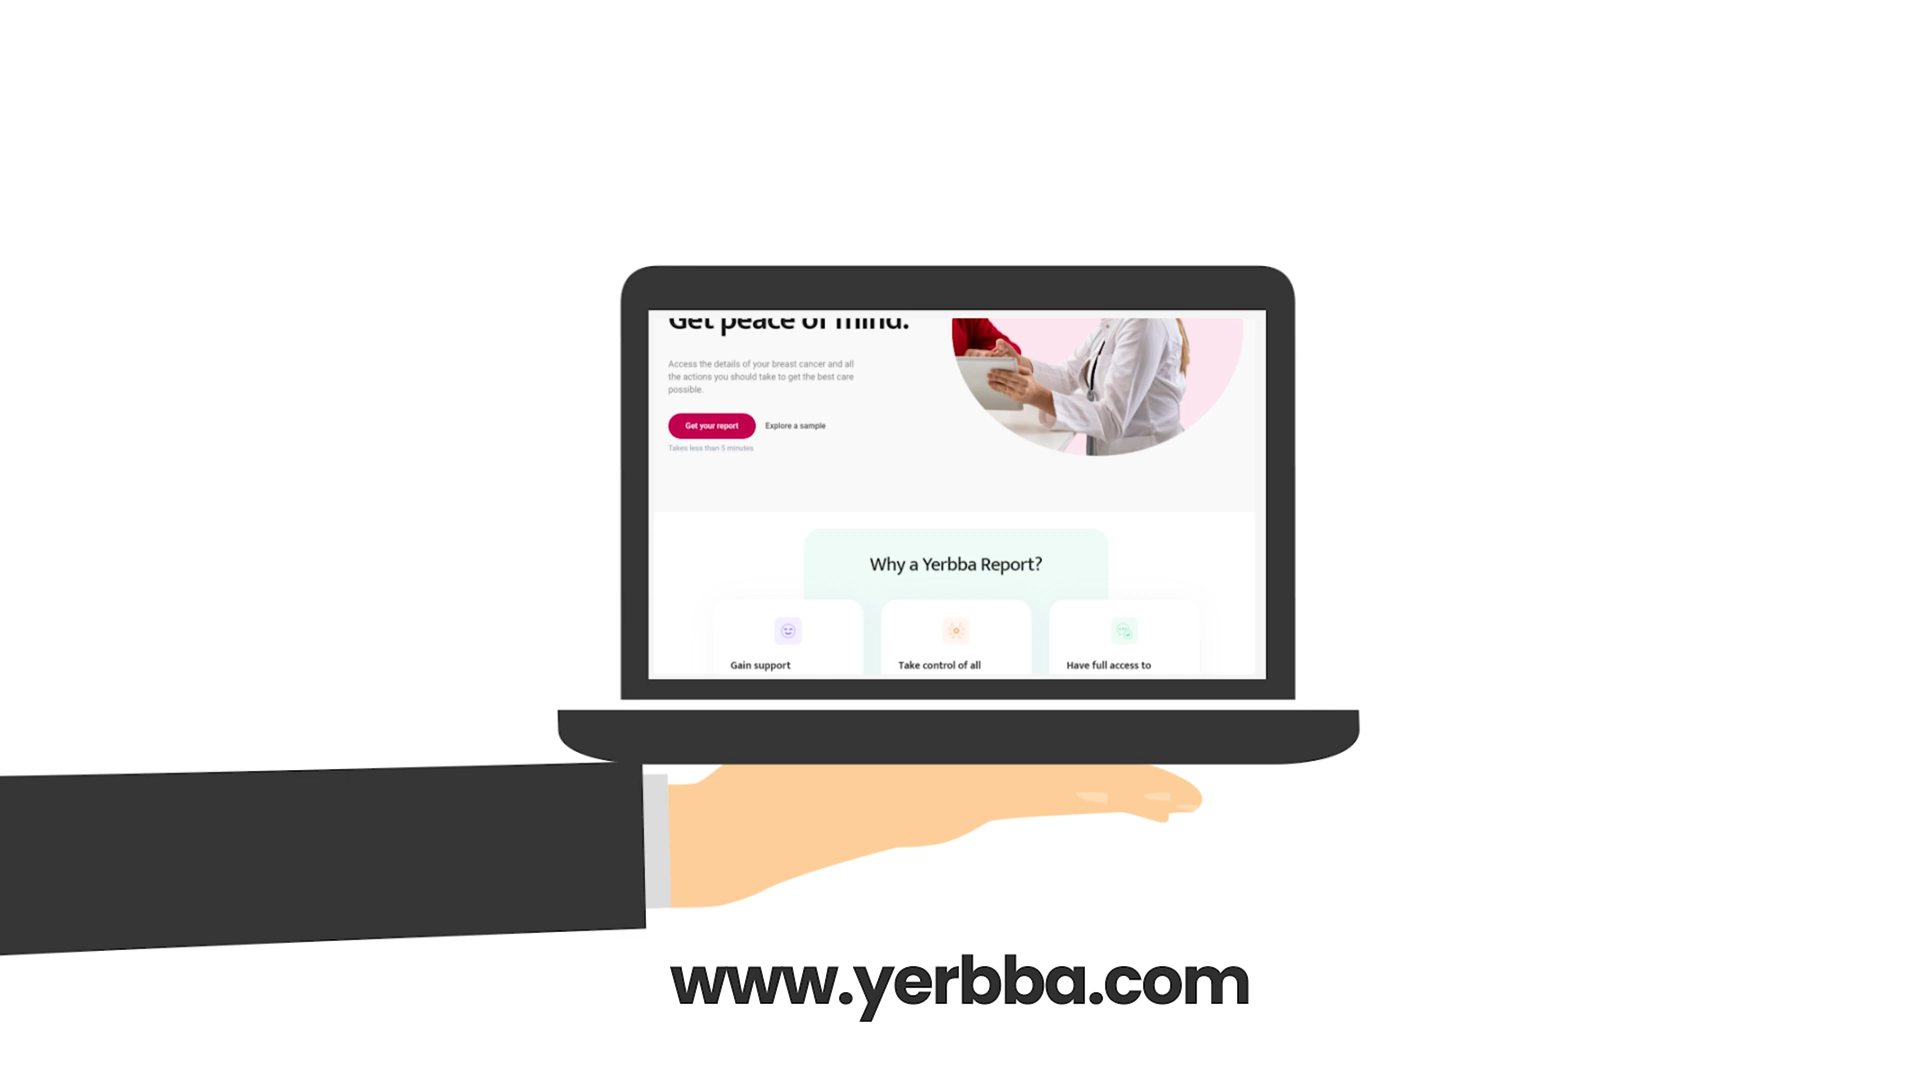 Get peace of mind.
Access the details of your breast cancer and all
the actions you should take to get the best care
possible.
Get your report
Explore a sample
Takes less than 5 minutes
Why a Yerbba Report?
Gain support
Take control of all
Have full access to
www.yerbba.com